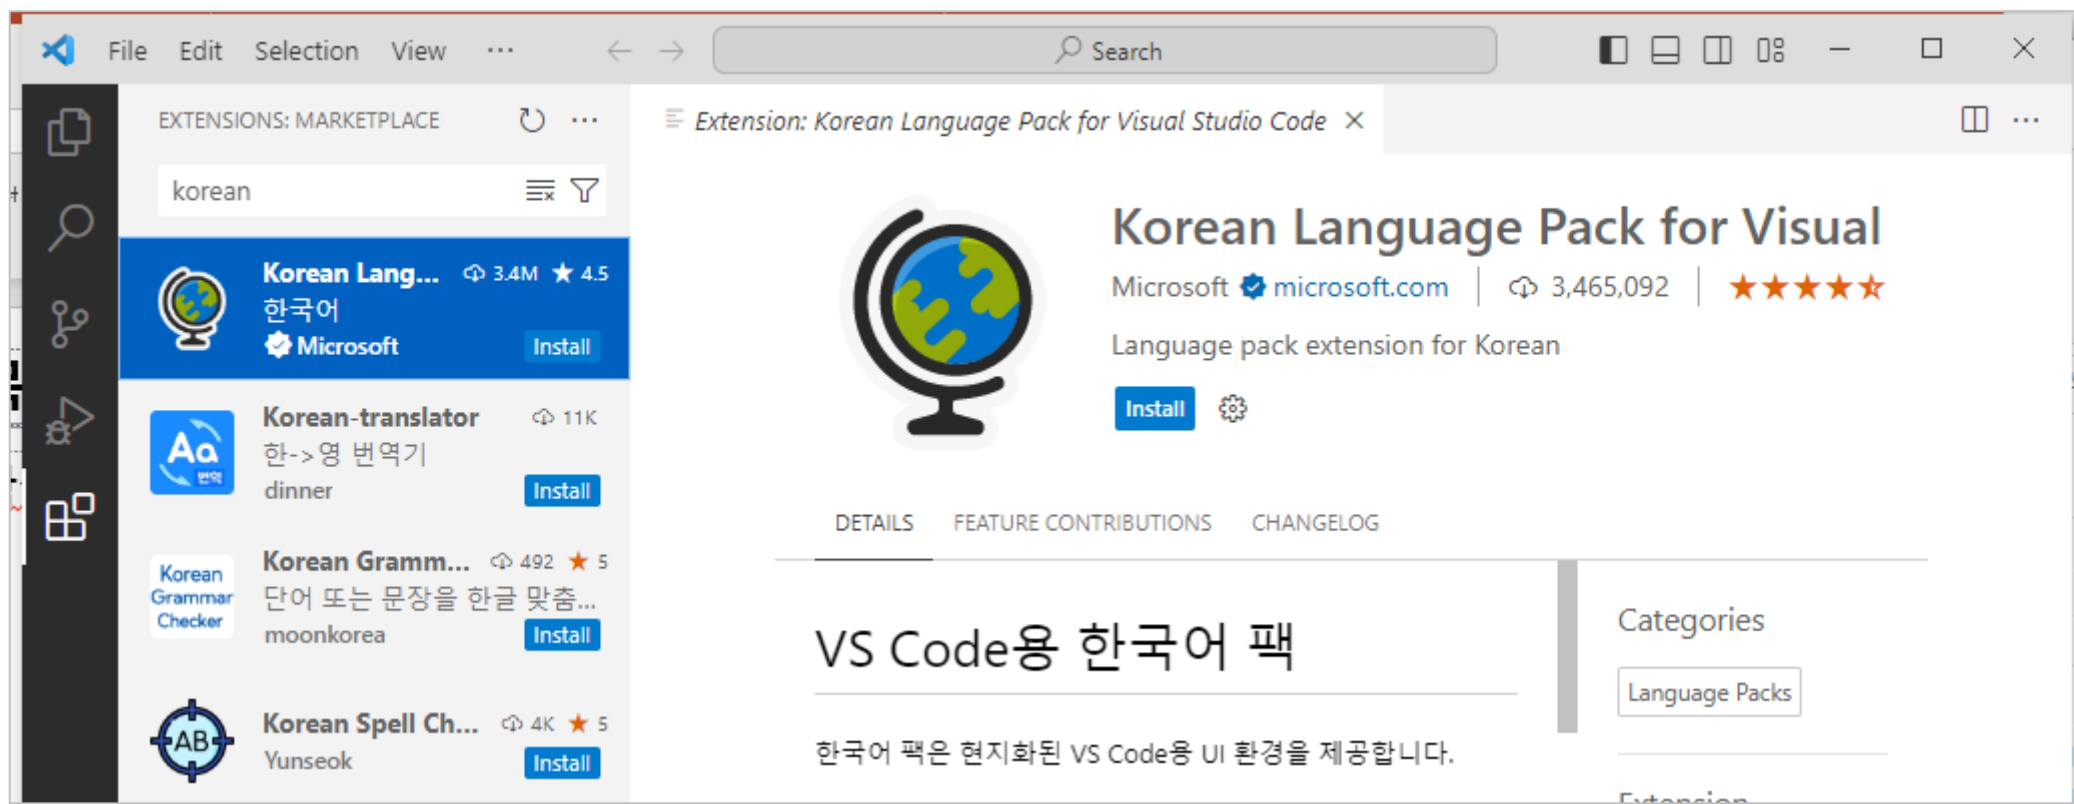 File Edit Selection View ··· Search
EXTENSIONS: MARKETPLACE ···
korean
Korean Lang... 3.4M ★ 4.5
한국어
Microsoft Install
Aa
번역
Korean-translator 11K
한->영 번역기
dinner Install
Korean
Grammar
Checker
Korean Gramm... 492 ★ 5
단어 또는 문장을 한글 맞춤...
moonkorea Install
AB
Korean Spell Ch... 4K ★ 5
Yunseok Install
Extension: Korean Language Pack for Visual Studio Code
Korean Language Pack for Visual
Microsoft microsoft.com | 3,465,092 |
Language pack extension for Korean
Install
DETAILS FEATURE CONTRIBUTIONS CHANGELOG
VS Code용 한국어 팩
한국어 팩은 현지화된 VS Code용 UI 환경을 제공합니다.
Categories
Language Packs
Extension